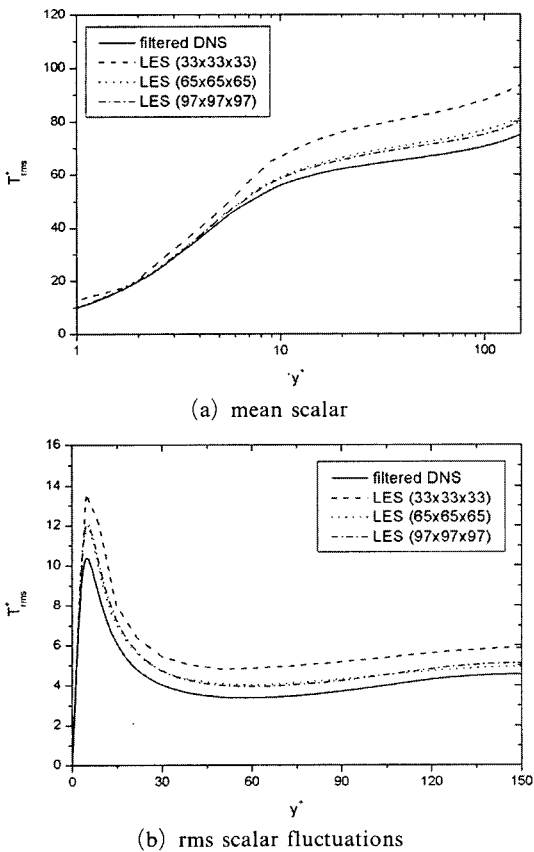 120
100
80
60
40
20
0
T⁺rms
filtered DNS
LES (33x33x33)
LES (65x65x65)
LES (97x97x97)
1
10
100
y⁺
(a) mean scalar
16
14
12
10
8
6
4
2
0
T⁺rms
filtered DNS
LES (33x33x33)
LES (65x65x65)
LES (97x97x97)
0
30
60
90
120
150
y⁺
(b) rms scalar fluctuations